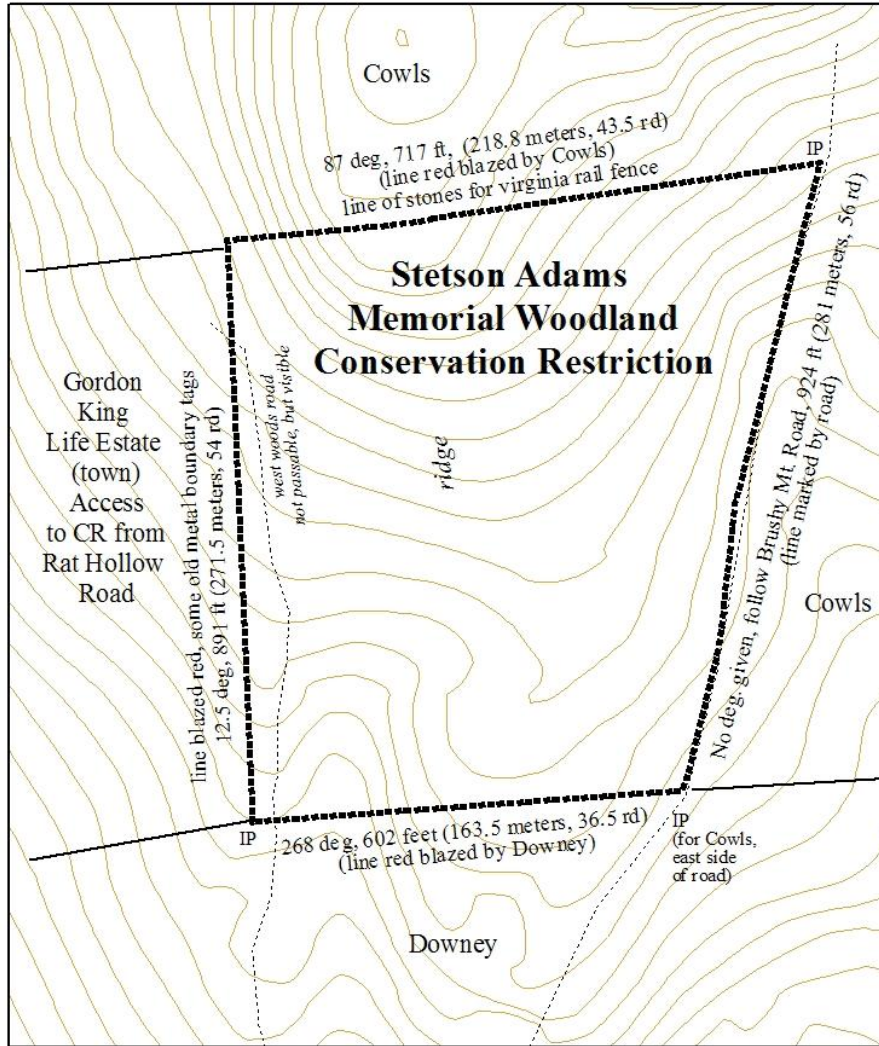 Cowls
87 deg, 717 ft, (218.8 meters, 43.5 rd)
(line red blazed by Cowls)
line of stones for virginia rail fence
IP
Stetson Adams
Memorial Woodland
Conservation Restriction
Gordon
King
Life Estate
(town)
Access
to CR from
Rat Hollow
Road
line blazed red, some old metal boundary tags
12.5 deg, 891 ft (271.5 meters, 54 rd)
west woods road
not passable, but visible
ridge
No deg. given, follow Brushy Mt. Road, 924 ft (281 meters, 56 rd)
(line marked by road)
Cowls
IP
268 deg, 602 feet (163.5 meters, 36.5 rd)
(line red blazed by Downey)
IP
(for Cowls,
east side
of road)
Downey